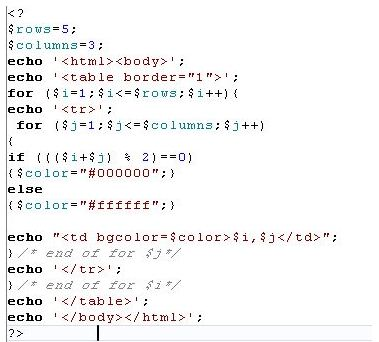 <?
$rows=5;
$columns=3;
echo '<html><body>';
echo '<table border="1">';
for ($i=1;$i<=$rows;$i++){
echo '<tr>';
for ($j=1;$j<=$columns;$j++)
{
if ((($i+$j) % 2)==0)
{$color="#000000";}
else
{$color="#ffffff";}
echo "<td bgcolor=$color>$i,$j</td>";
}/* end of for $j*/
echo '</tr>';
}/* end of for $i*/
echo '</table>';
echo '</body></html>';
?>